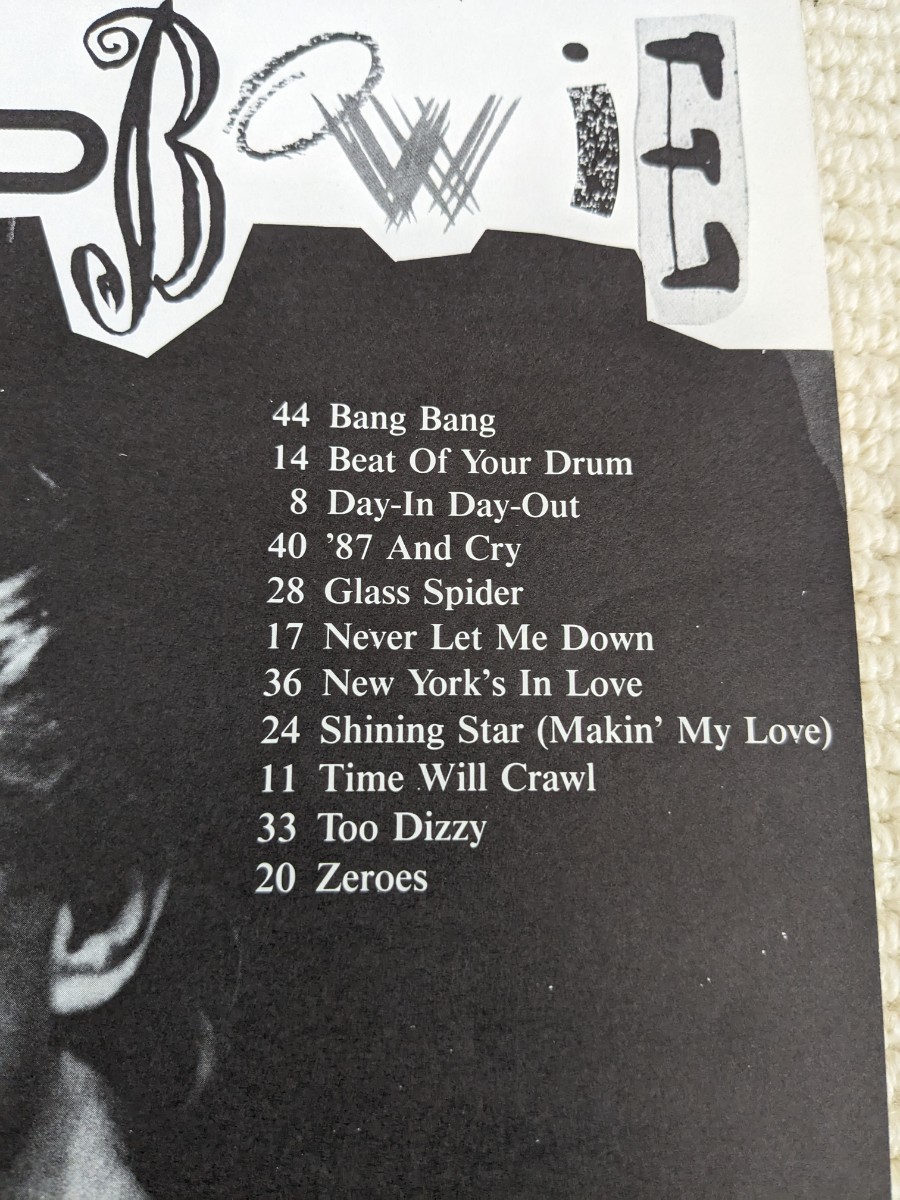 BOWiE
44 Bang Bang
14 Beat Of Your Drum
8 Day-In Day-Out
40 ’87 And Cry
28 Glass Spider
17 Never Let Me Down
36 New York’s In Love
24 Shining Star (Makin’ My Love)
11 Time Will Crawl
33 Too Dizzy
20 Zeroes